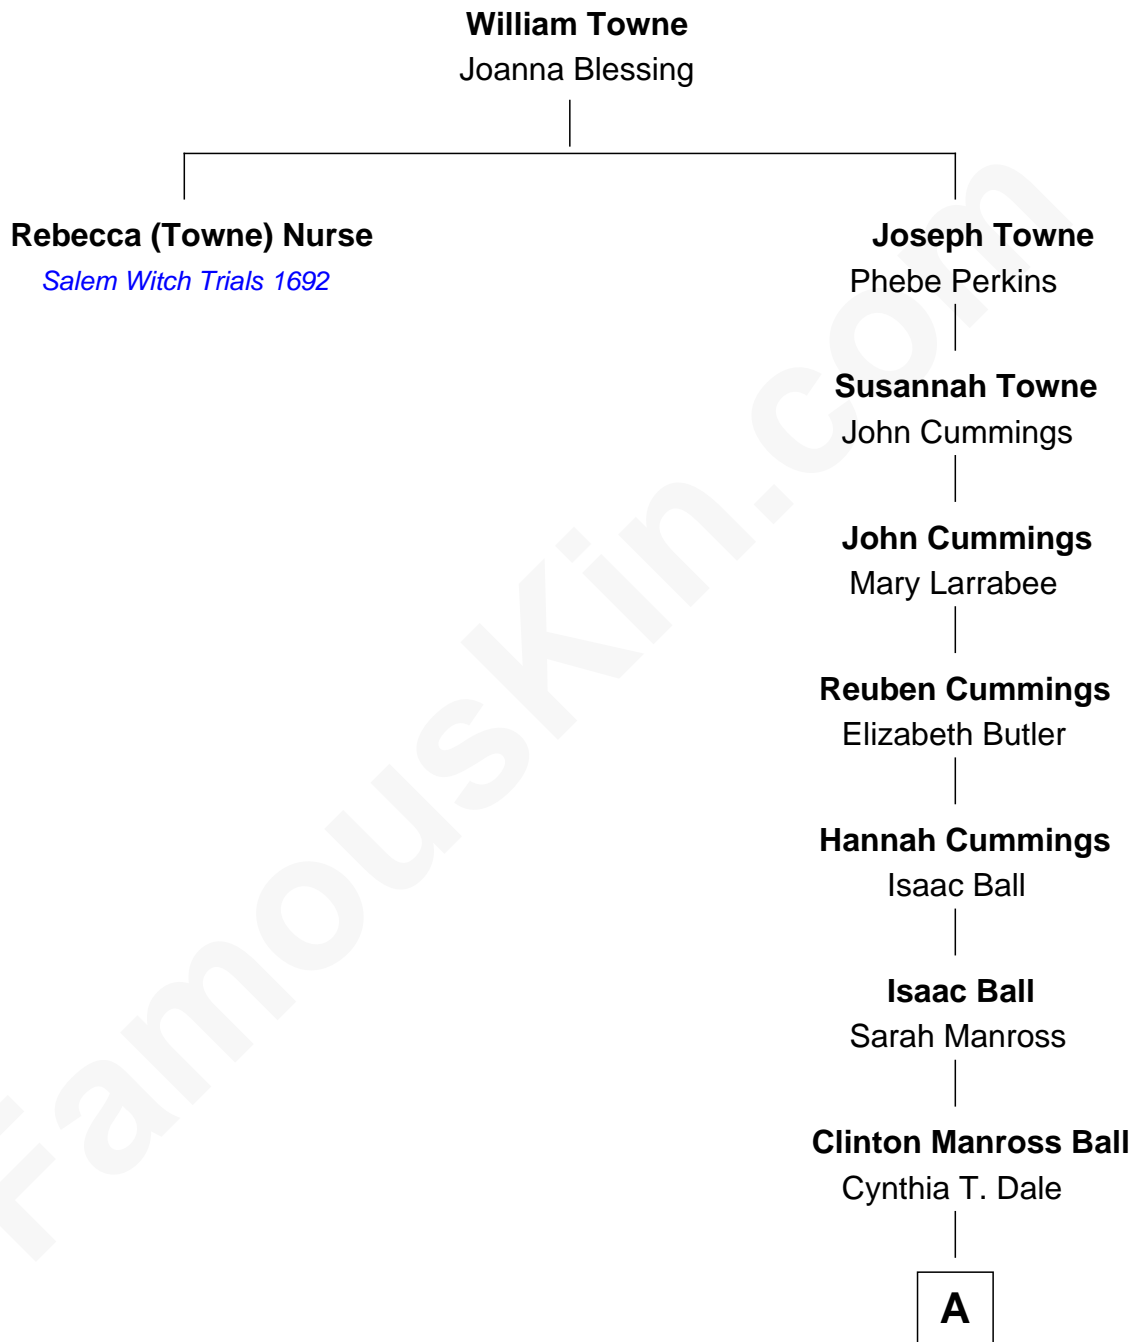 William Towne
Joanna Blessing
Rebecca (Towne) Nurse
Salem Witch Trials 1692
Joseph Towne
Phebe Perkins
Susannah Towne
John Cummings
John Cummings
Mary Larrabee
Reuben Cummings
Elizabeth Butler
Hannah Cummings
Isaac Ball
Isaac Ball
Sarah Manross
Clinton Manross Ball
Cynthia T. Dale
A
FamousKin.com